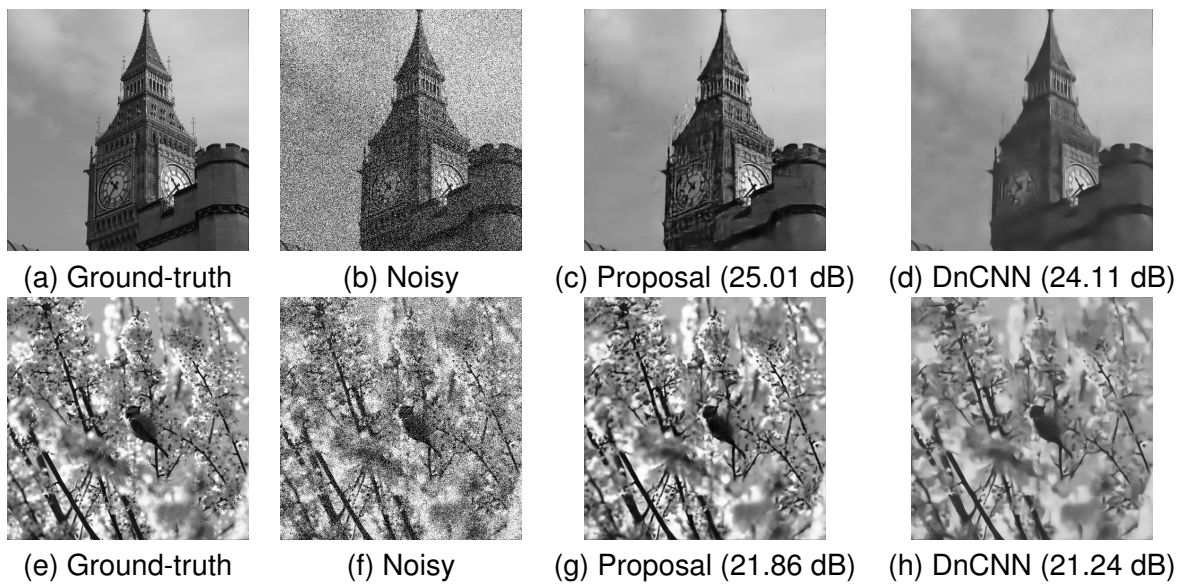 (a) Ground-truth (b) Noisy (c) Proposal (25.01 dB) (d) DnCNN (24.11 dB)
(e) Ground-truth (f) Noisy (g) Proposal (21.86 dB) (h) DnCNN (21.24 dB)